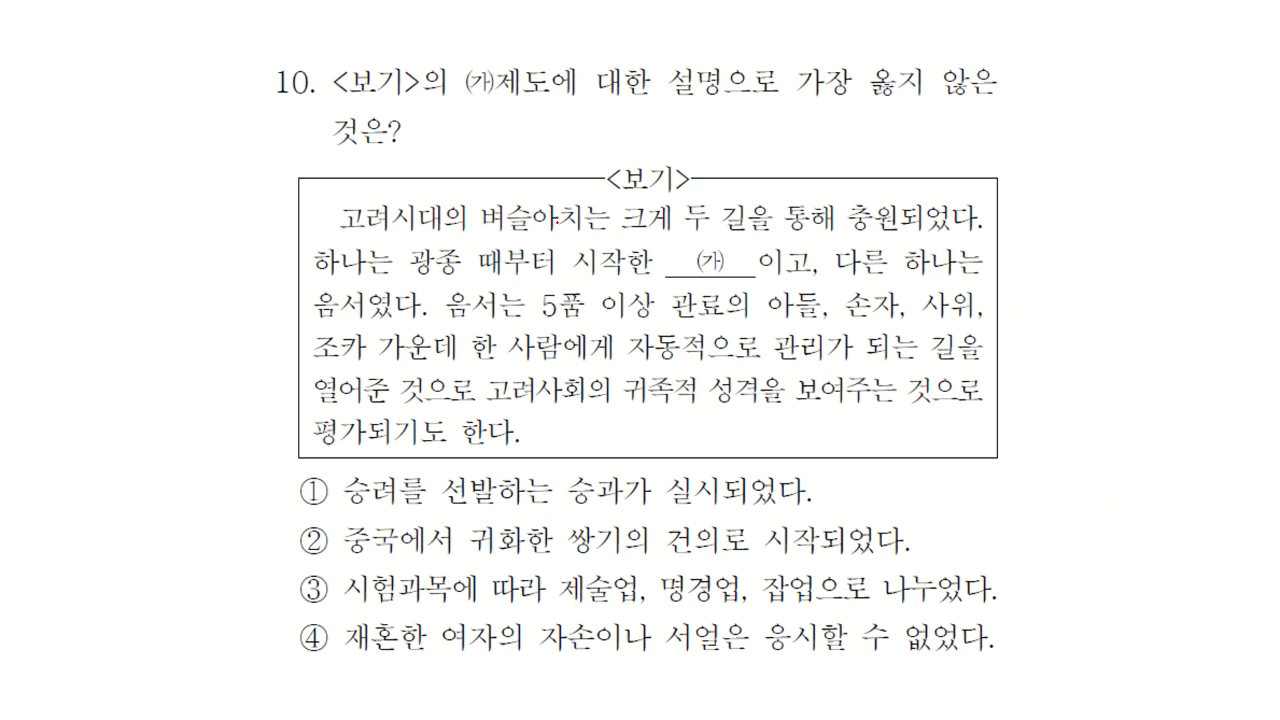 10. <보기>의 ㈎제도에 대한 설명으로 가장 옳지 않은
것은?
<보기>
고려시대의 벼슬아치는 크게 두 길을 통해 충원되었다.
하나는 광종 때부터 시작한 ㈎ 이고, 다른 하나는
음서였다. 음서는 5품 이상 관료의 아들, 손자, 사위,
조카 가운데 한 사람에게 자동적으로 관리가 되는 길을
열어준 것으로 고려사회의 귀족적 성격을 보여주는 것으로
평가되기도 한다.
① 승려를 선발하는 승과가 실시되었다.
② 중국에서 귀화한 쌍기의 건의로 시작되었다.
③ 시험과목에 따라 제술업, 명경업, 잡업으로 나누었다.
④ 재혼한 여자의 자손이나 서얼은 응시할 수 없었다.